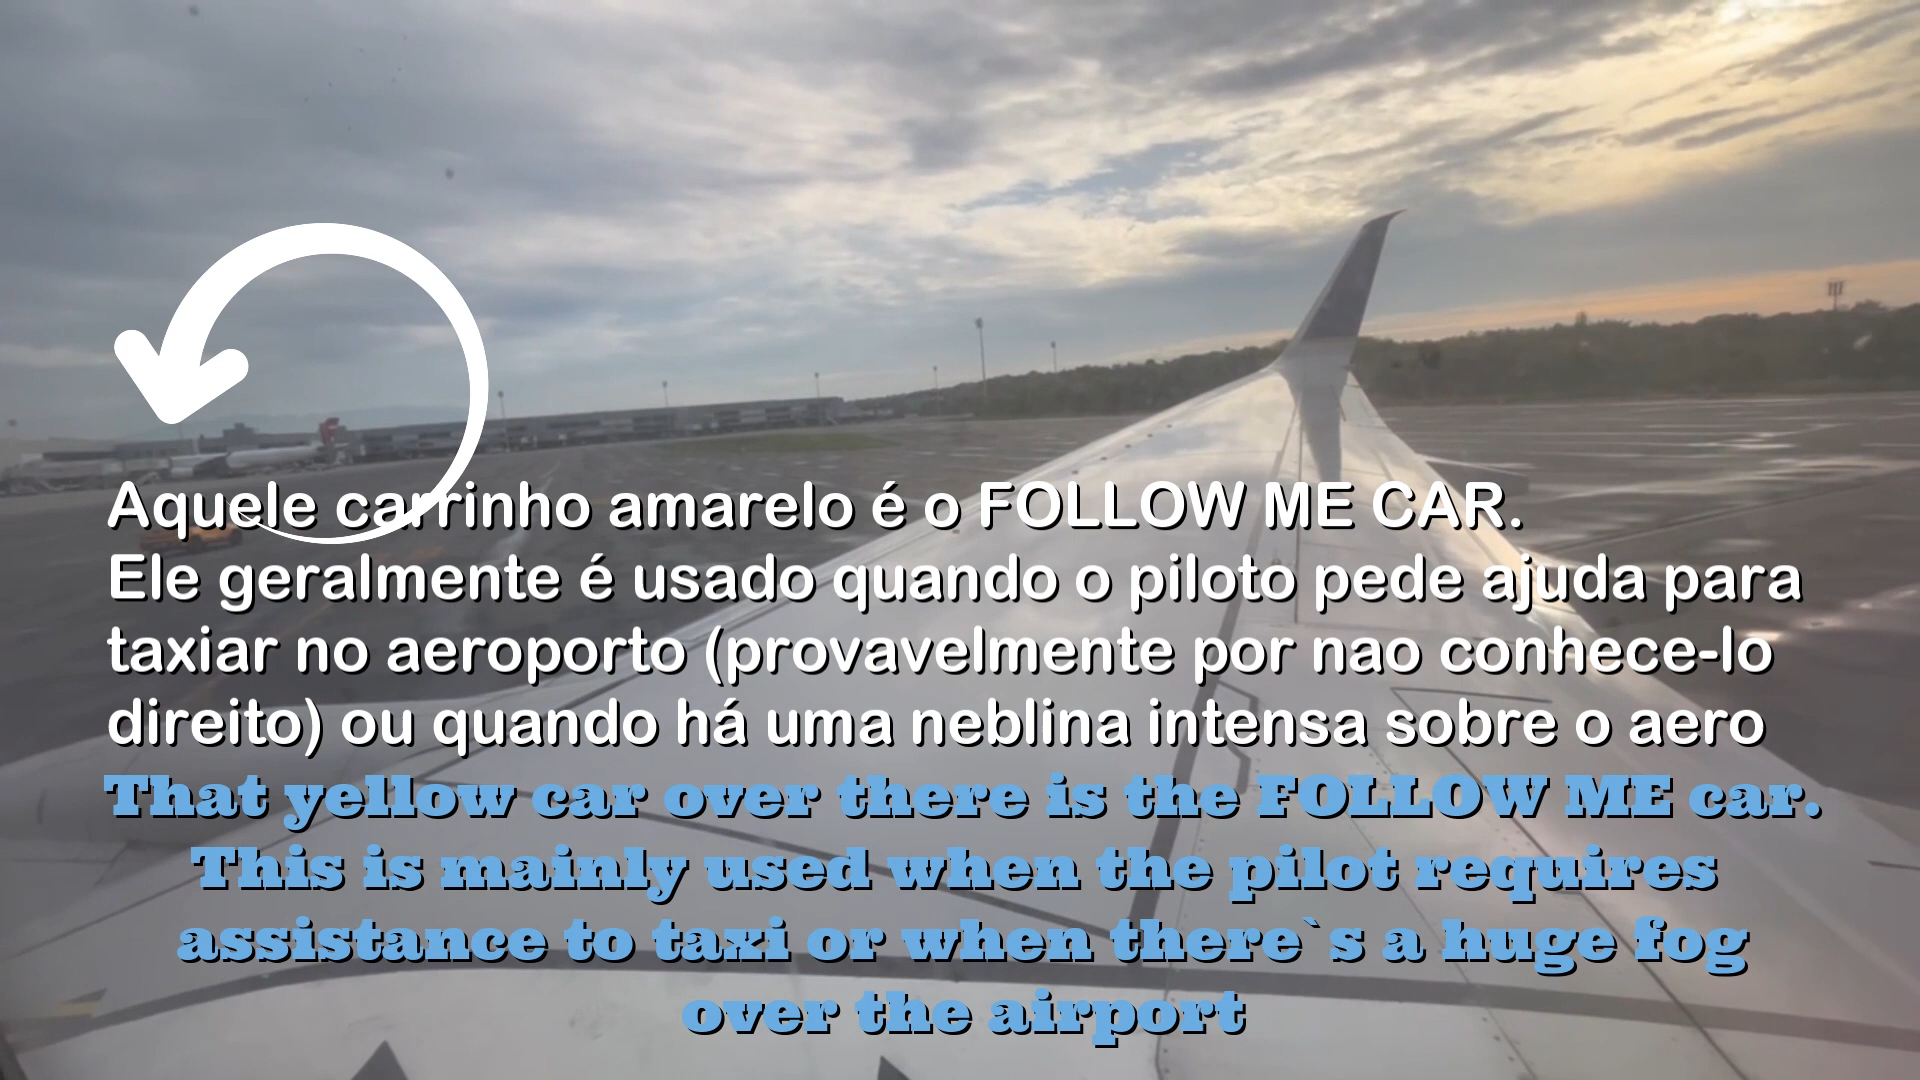 Aquele carrinho amarelo é o FOLLOW ME CAR.
Ele geralmente é usado quando o piloto pede ajuda para
taxiar no aeroporto (provavelmente por nao conhece-lo
direito) ou quando há uma neblina intensa sobre o aero
That yellow car over there is the FOLLOW ME car.
This is mainly used when the pilot requires
assistance to taxi or when there`s a huge fog
over the airport